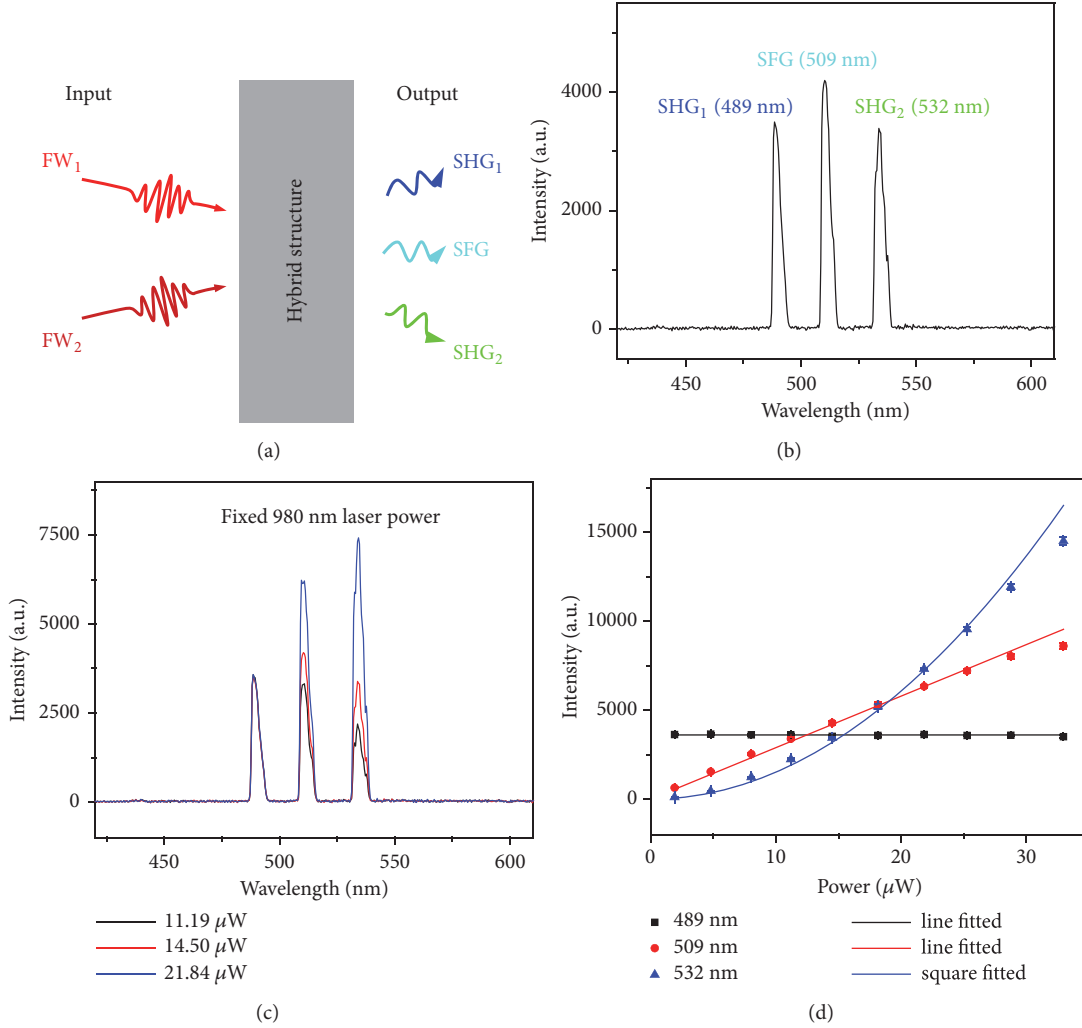 Input
Output
FW₁
FW₂
Hybrid structure
SHG₁
SFG
SHG₂
(a)
SFG (509 nm)
SHG₁ (489 nm)
SHG₂ (532 nm)
4000
2000
0
Intensity (a.u.)
450
500
550
600
Wavelength (nm)
(b)
Fixed 980 nm laser power
7500
5000
2500
0
Intensity (a.u.)
450
500
550
600
Wavelength (nm)
11.19 μW
14.50 μW
21.84 μW
(c)
15000
10000
5000
0
Intensity (a.u.)
0
10
20
30
Power (μW)
489 nm
line fitted
509 nm
line fitted
532 nm
square fitted
(d)